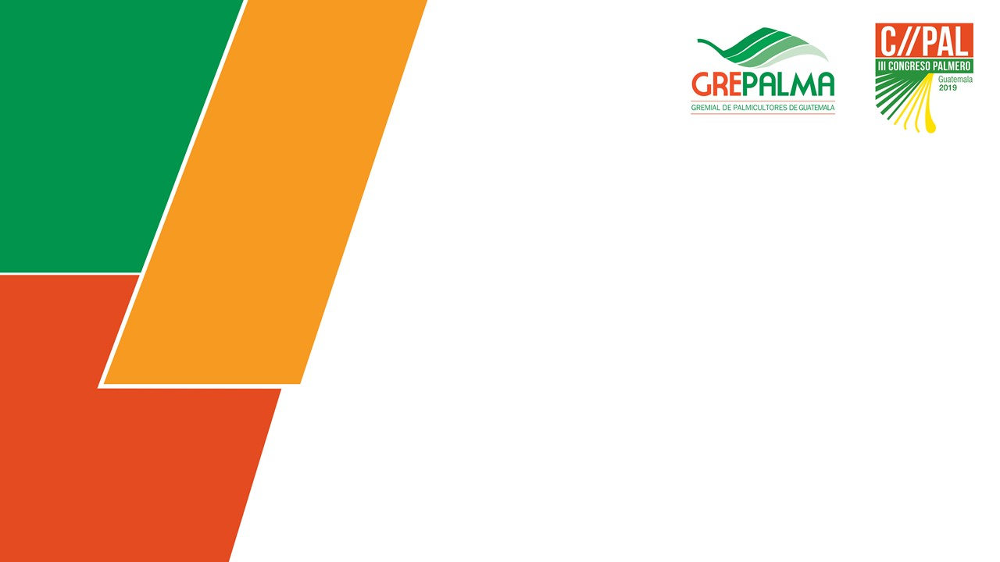 GREPALMA
GREMIAL DE PALMICULTORES DE GUATEMALA
C//PAL
III CONGRESO PALMERO
Guatemala
2019